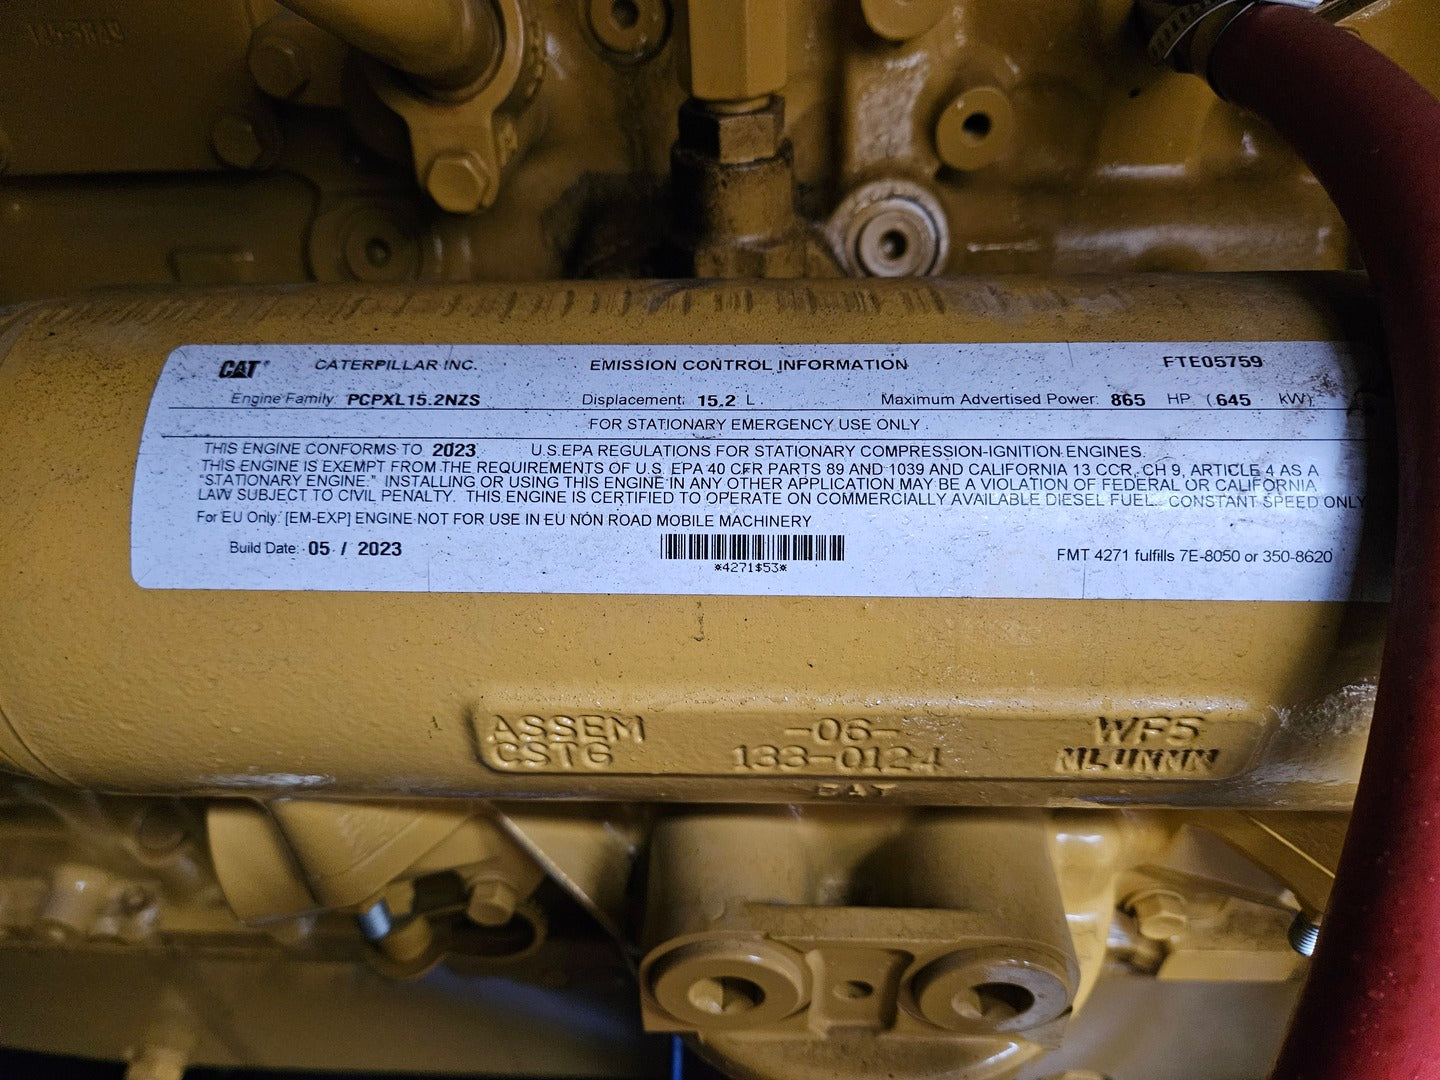 CAT CATERPILLAR INC. EMISSION CONTROL INFORMATION FTE05759
Engine Family: PCPXL15.2NZS Displacement: 15.2 L Maximum Advertised Power: 865 HP (645 kW)
FOR STATIONARY EMERGENCY USE ONLY
THIS ENGINE CONFORMS TO 2023 U.S.EPA REGULATIONS FOR STATIONARY COMPRESSION-IGNITION ENGINES.
THIS ENGINE IS EXEMPT FROM THE REQUIREMENTS OF U.S. EPA 40 CFR PARTS 89 AND 1039 AND CALIFORNIA 13 CCR, CH 9, ARTICLE 4 AS A
"STATIONARY ENGINE." INSTALLING OR USING THIS ENGINE IN ANY OTHER APPLICATION MAY BE A VIOLATION OF FEDERAL OR CALIFORNIA
LAW SUBJECT TO CIVIL PENALTY. THIS ENGINE IS CERTIFIED TO OPERATE ON COMMERCIALLY AVAILABLE DIESEL FUEL. CONSTANT SPEED ONLY
For EU Only: [EM-EXP] ENGINE NOT FOR USE IN EU NON ROAD MOBILE MACHINERY
Build Date: 05 / 2023
*4271$53*
FMT 4271 fulfills 7E-8050 or 350-8620
ASSEM -06- WF5
CSTG 133-0124